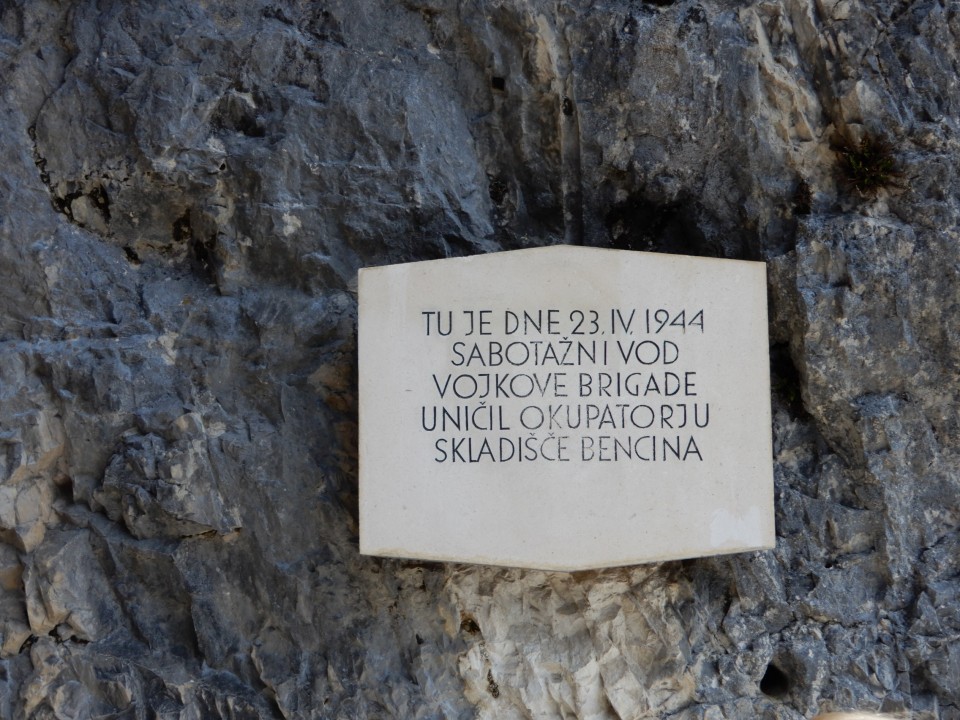 TU JE DNE 23. IV. 1944
SABOTAŽNI VOD
VOJKOVE BRIGADE
UNIČIL OKUPATORJU
SKLADIŠČE BENCINA